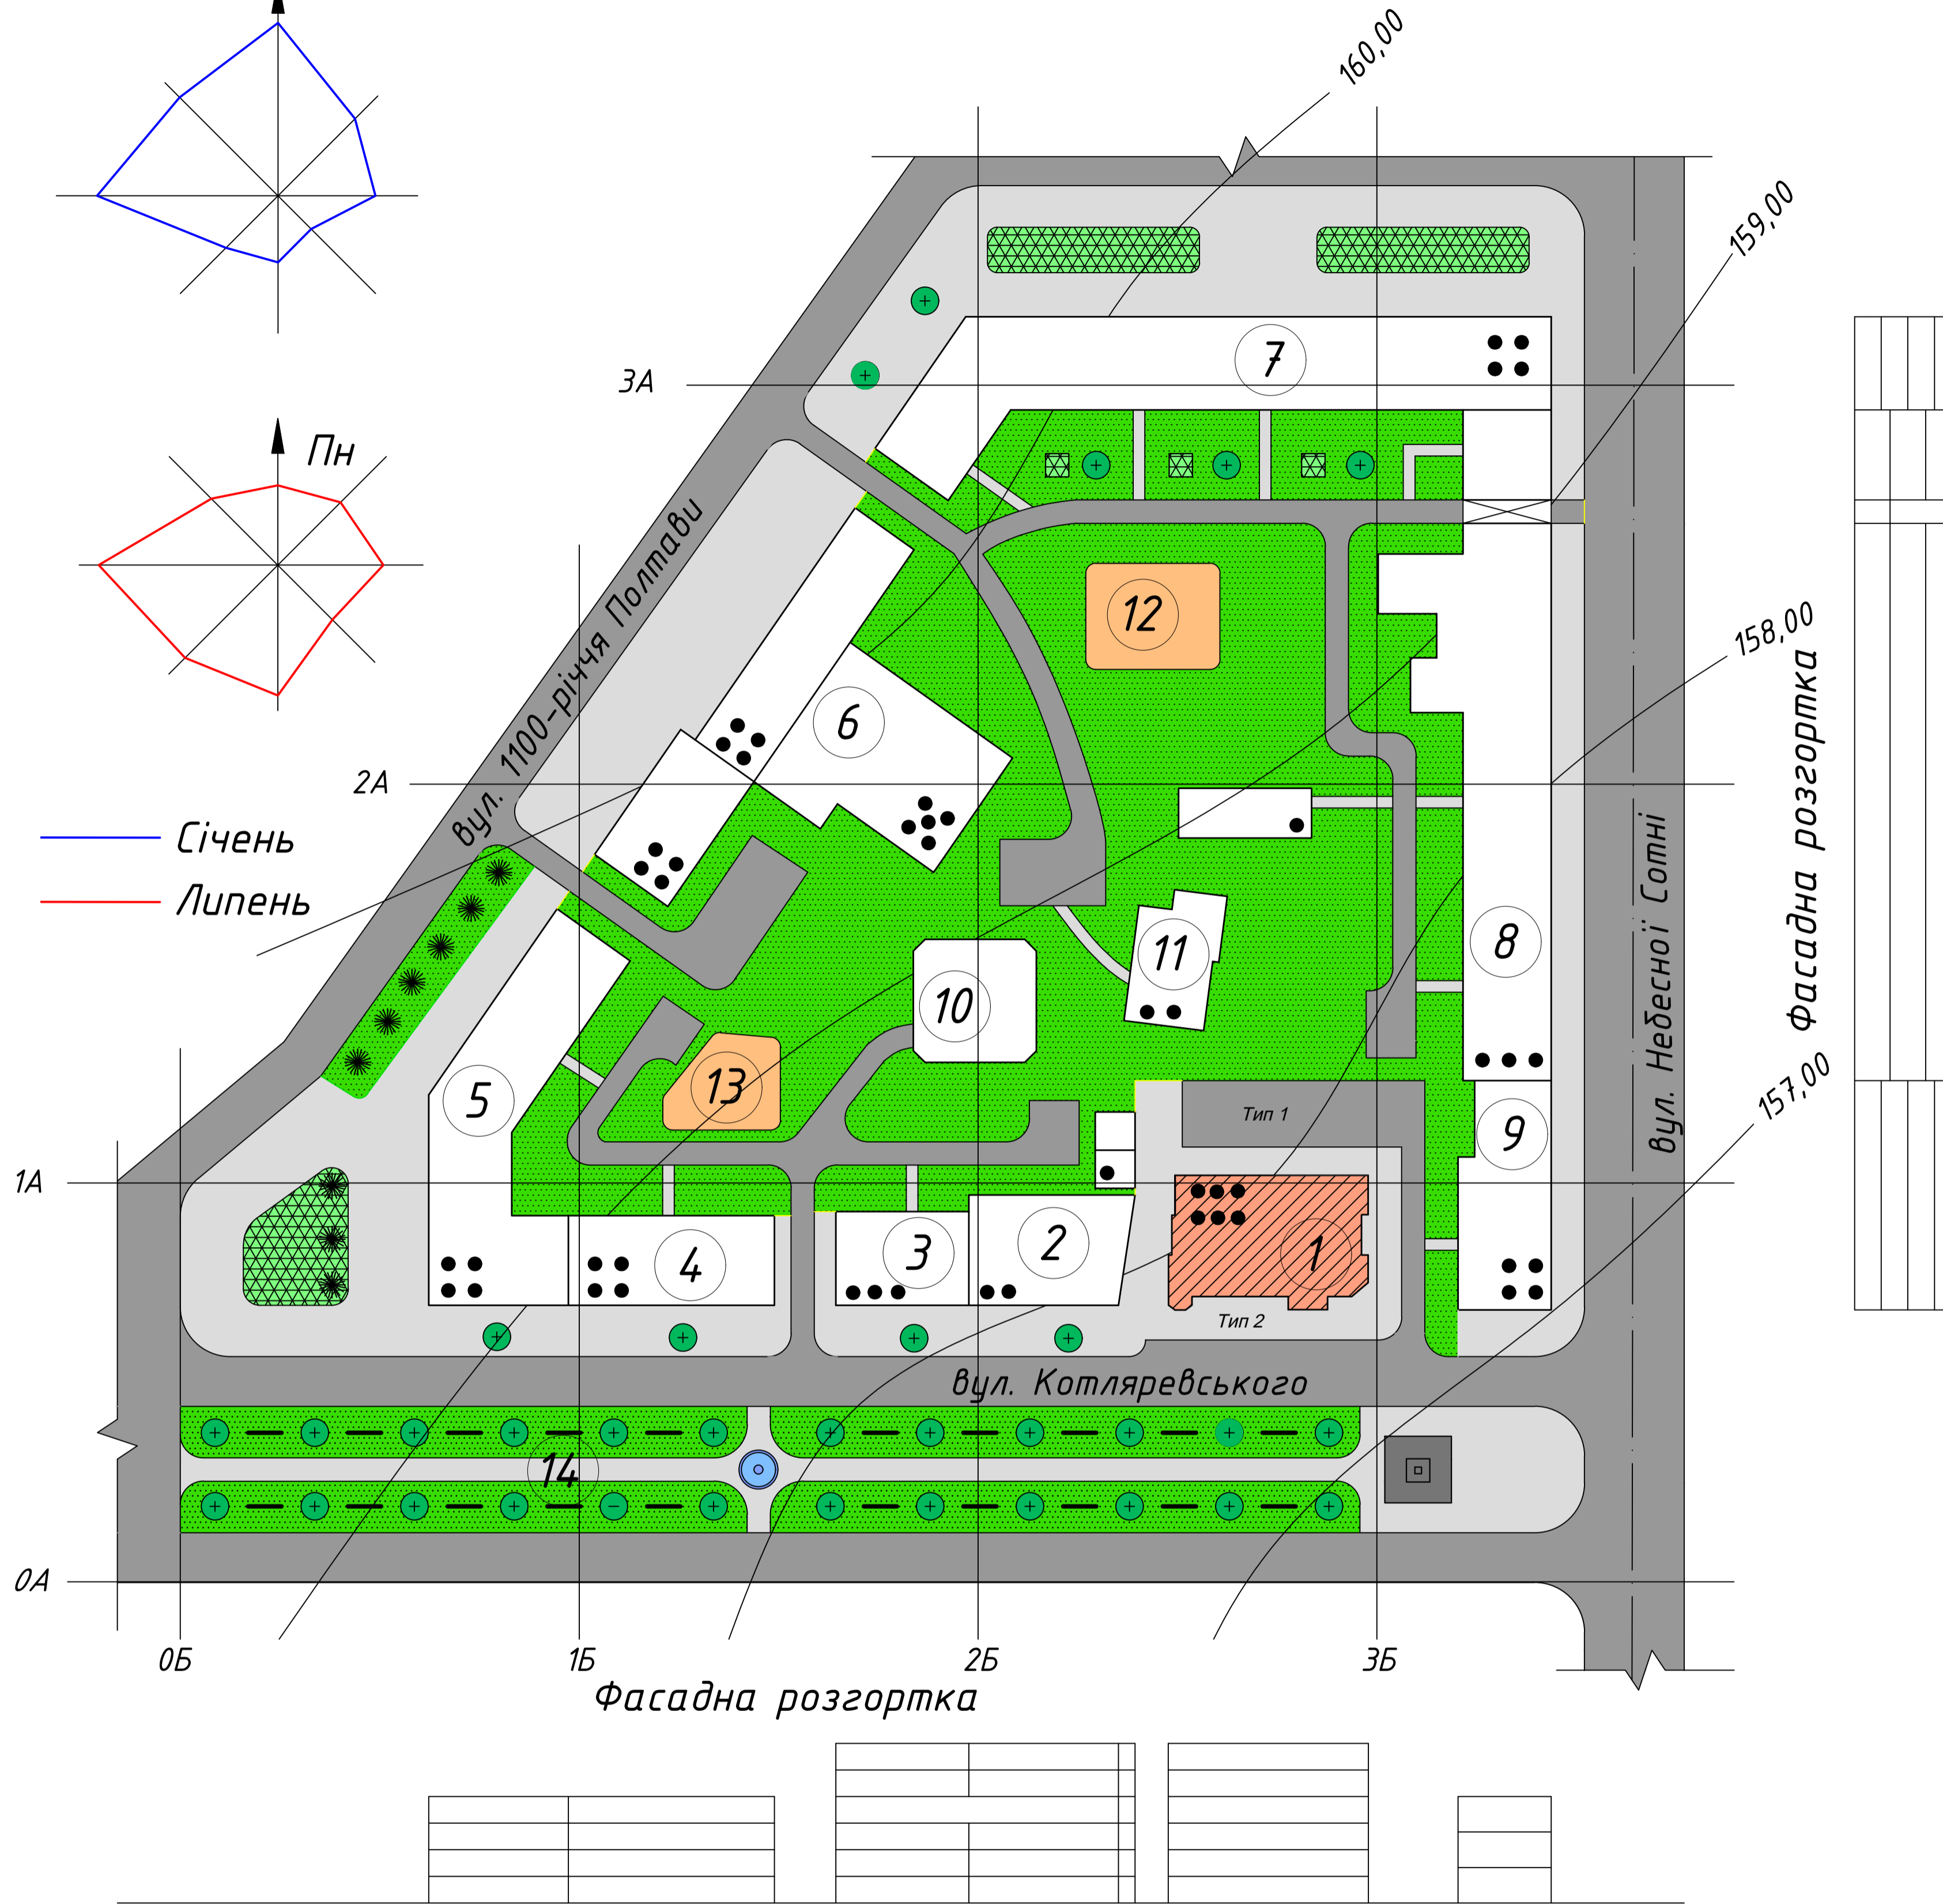 160,00
159,00
3А
7
Пн
вул. 1100-річчя Полтави
12
158,00
6
2А
Січень
Липень
8
вул. Небесної Сотні
Фасадна розгортка
11
10
13
5
157,00
Тип 1
9
1А
3
2
4
1
Тип 2
вул. Котляревського
14
0А
0Б
1Б
2Б
3Б
Фасадна розгортка